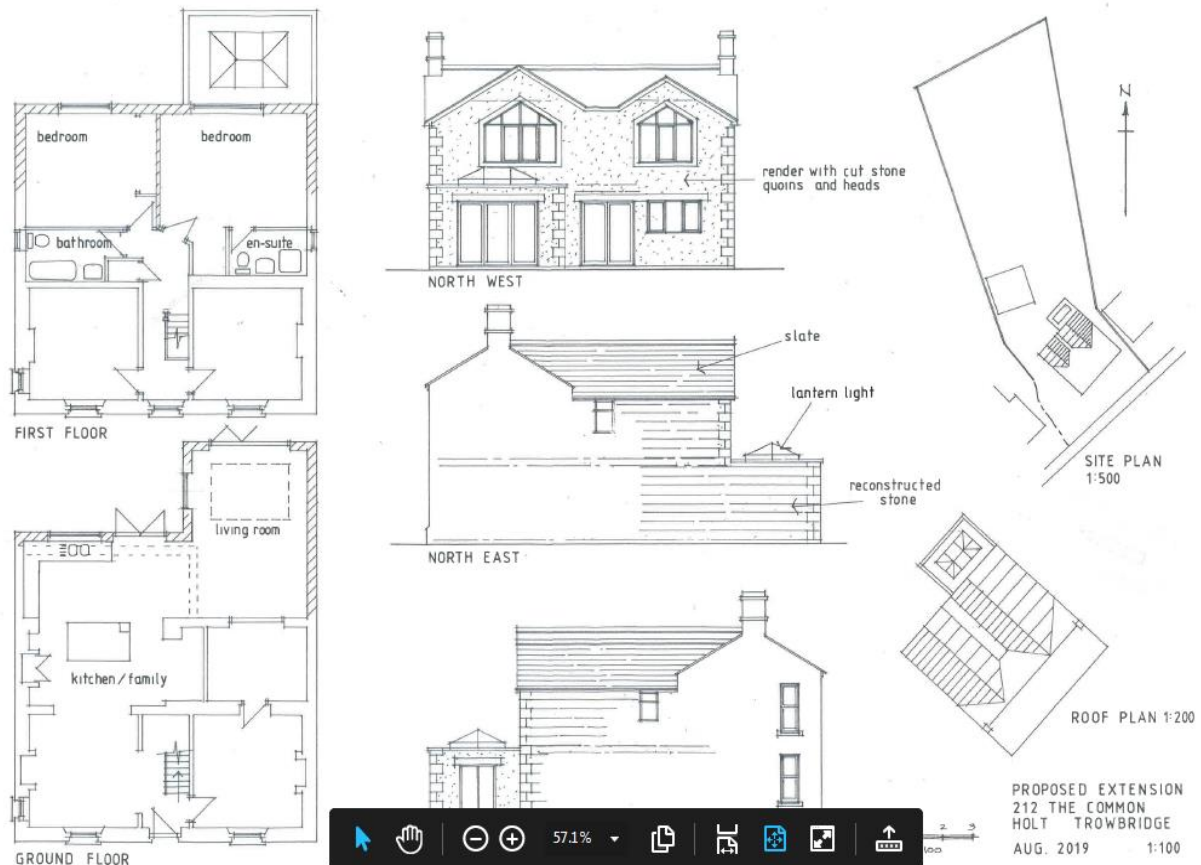 bedroom
bedroom
bathroom
en-suite
FIRST FLOOR
living room
kitchen/family
GROUND FLOOR
render with cut stone
quoins and heads
NORTH WEST
slate
lantern light
reconstructed
stone
NORTH EAST
N
SITE PLAN
1:500
ROOF PLAN 1:200
PROPOSED EXTENSION
212 THE COMMON
HOLT TROWBRIDGE
AUG. 2019 1:100
2 3
57.1%